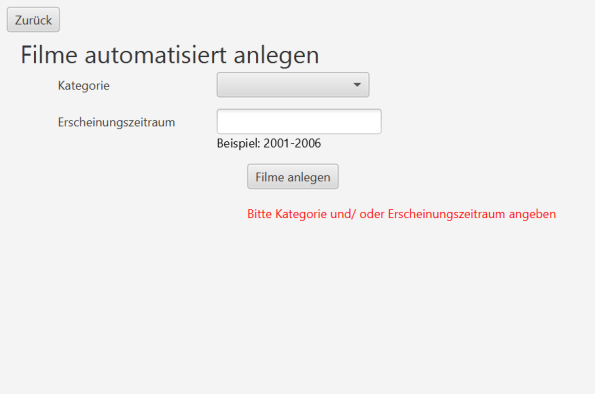 Zurück
Filme automatisiert anlegen
Kategorie
Erscheinungszeitraum
Beispiel: 2001-2006
Filme anlegen
Bitte Kategorie und/ oder Erscheinungszeitraum angeben